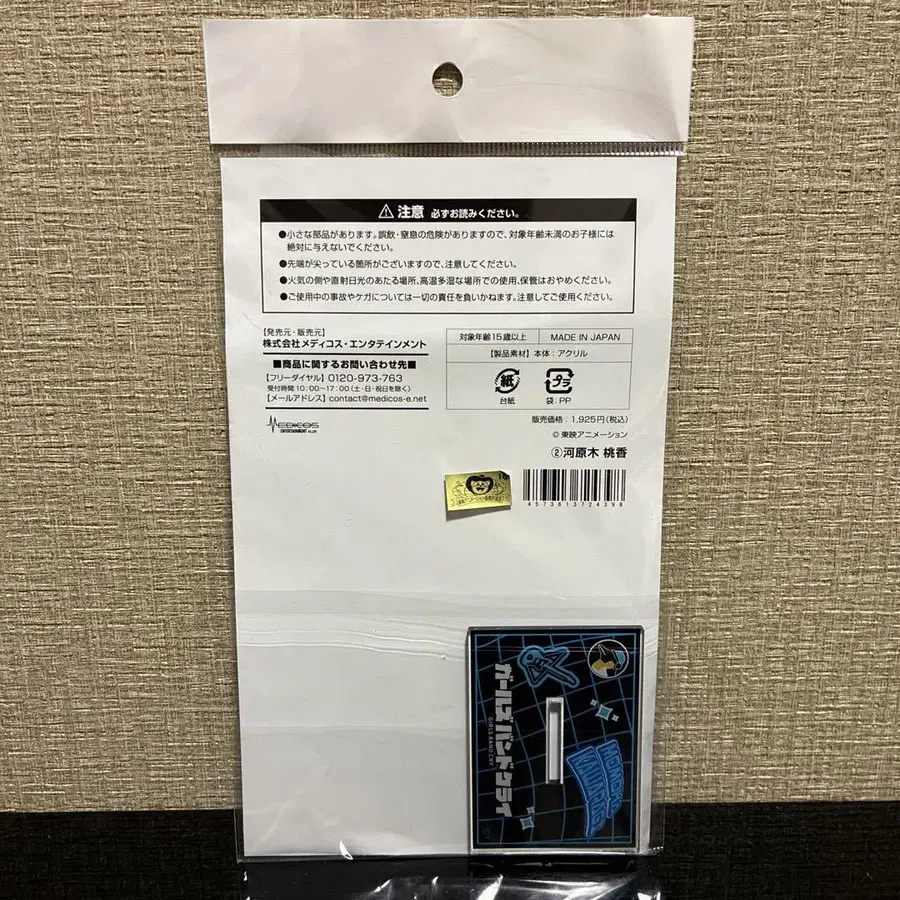 注意 必ずお読みください。
●小さな部品があります。誤飲・窒息の危険がありますので、対象年齢未満のお子様には
絶対に与えないでください。
●先端が尖っている箇所がございますので、注意してください。
●火気の側や直射日光のあたる場所、高温多湿な場所での使用、保管はおやめください。
●ご使用中の事故やケガについては一切の責任を負いかねます。注意してご使用ください。
【発売元・販売元】
株式会社メディコス・エンタテインメント
■商品に関するお問い合わせ先■
【フリーダイヤル】0120-973-763
受付時間10:00〜17:00(土・日・祝日を除く)
【メールアドレス】contact@medicos-e.net
MEDICOS
ENTERTAINMENT
対象年齢15歳以上 MADE IN JAPAN
【製品素材】本体:アクリル
紙 プラ
台紙 袋:PP
販売価格:1,925円(税込)
©東映アニメーション
②河原木 桃香
4573613724398
ガールズバンドクライ
GIRLS BAND CRY